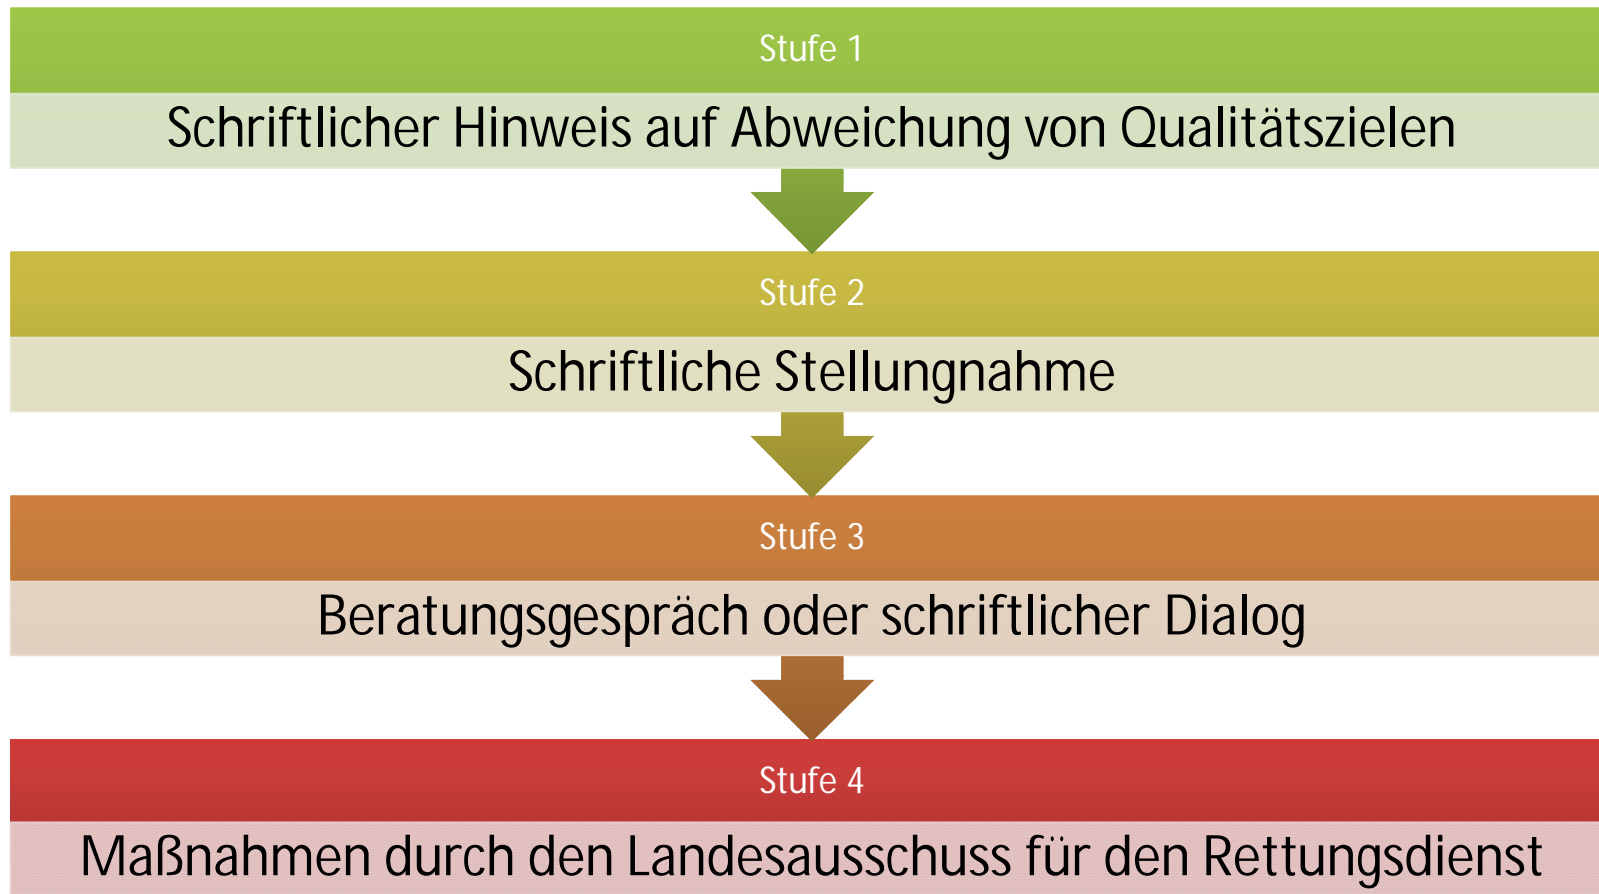 Stufe 1
Schriftlicher Hinweis auf Abweichung von Qualitätszielen
Stufe 2
Schriftliche Stellungnahme
Stufe 3
Beratungsgespräch oder schriftlicher Dialog
Stufe 4
Maßnahmen durch den Landesausschuss für den Rettungsdienst